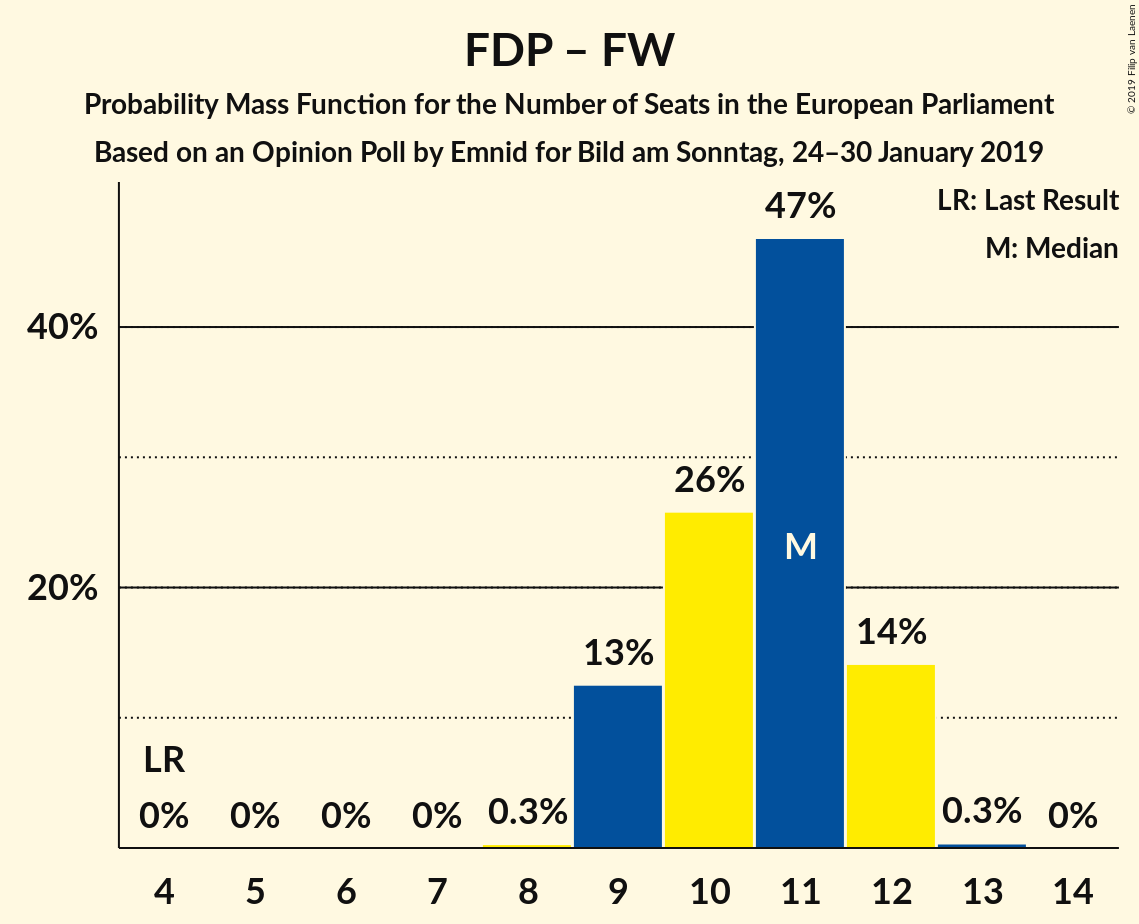 FDP – FW
Probability Mass Function for the Number of Seats in the European Parliament
Based on an Opinion Poll by Emnid for Bild am Sonntag, 24–30 January 2019
© 2019 Filip van Laenen
LR: Last Result
M: Median
47%
40%
26%
M
20%
14%
13%
LR
0% 0% 0% 0% 0.3% 0.3% 0%
4 5 6 7 8 9 10 11 12 13 14